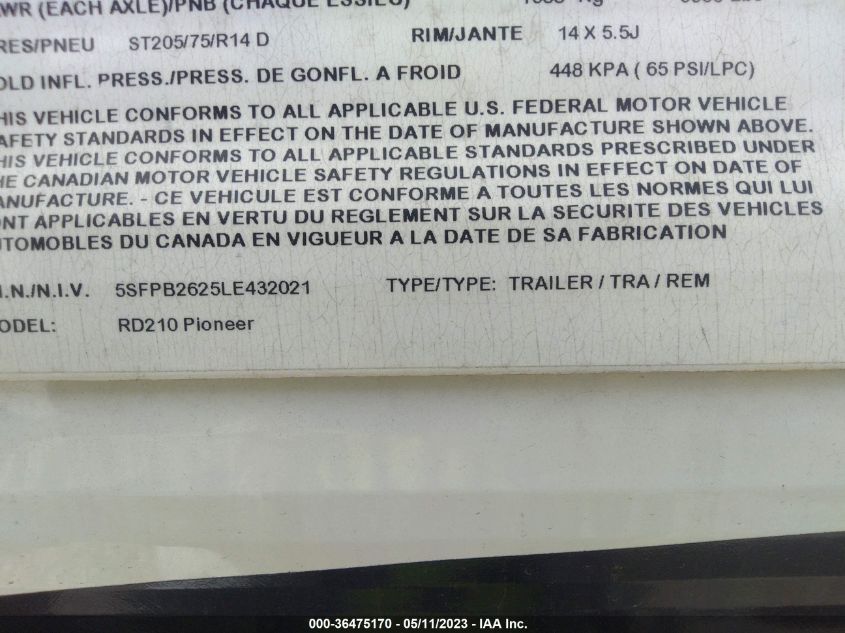 WR (EACH AXLE)/PNB (CHAQUE ESSIEU)
RES/PNEU ST205/75/R14 D RIM/JANTE 14 X 5.5J
OLD INFL. PRESS./PRESS. DE GONFL. A FROID 448 KPA ( 65 PSI/LPC)
HIS VEHICLE CONFORMS TO ALL APPLICABLE U.S. FEDERAL MOTOR VEHICLE
AFETY STANDARDS IN EFFECT ON THE DATE OF MANUFACTURE SHOWN ABOVE.
HIS VEHICLE CONFORMS TO ALL APPLICABLE STANDARDS PRESCRIBED UNDER
HE CANADIAN MOTOR VEHICLE SAFETY REGULATIONS IN EFFECT ON DATE OF
ANUFACTURE. - CE VEHICULE EST CONFORME A TOUTES LES NORMES QUI LUI
ONT APPLICABLES EN VERTU DU REGLEMENT SUR LA SECURITE DES VEHICLES
UTOMOBLES DU CANADA EN VIGUEUR A LA DATE DE SA FABRICATION
I.N./N.I.V. 5SFPB2625LE432021 TYPE/TYPE: TRAILER / TRA / REM
ODEL: RD210 Pioneer
000-36475170 - 05/11/2023 - IAA Inc.